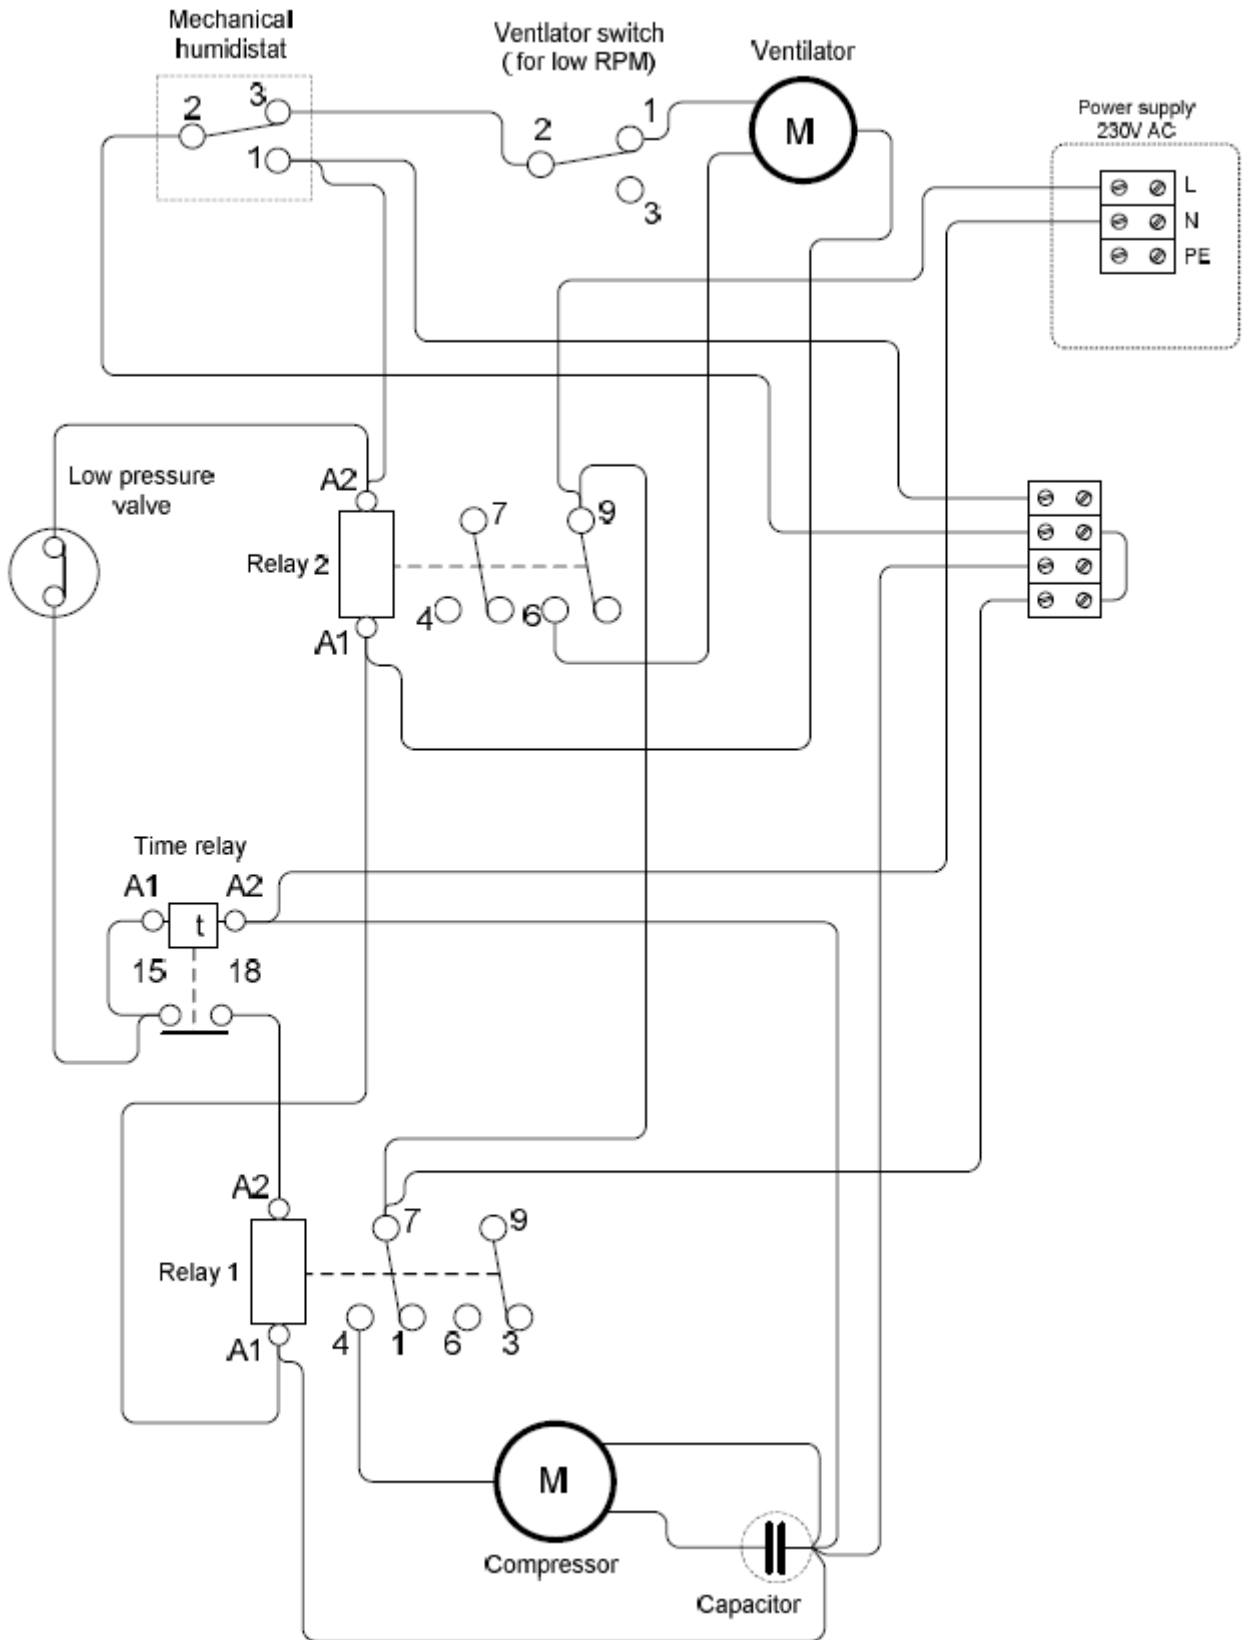 Mechanical
humidistat
Ventlator switch
(for low RPM)
Ventilator
Power supply
230V AC
3
2
1
1
2
3
M
L
N
PE
Low pressure
valve
A2
7
9
Relay 2
4
6
A1
Time relay
A1
A2
t
15
18
A2
7
9
Relay 1
A1
4
1
6
3
M
Compressor
Capacitor